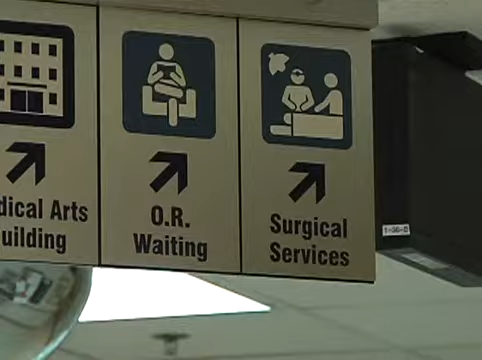 dical Arts
uilding
O.R.
Waiting
Surgical
Services